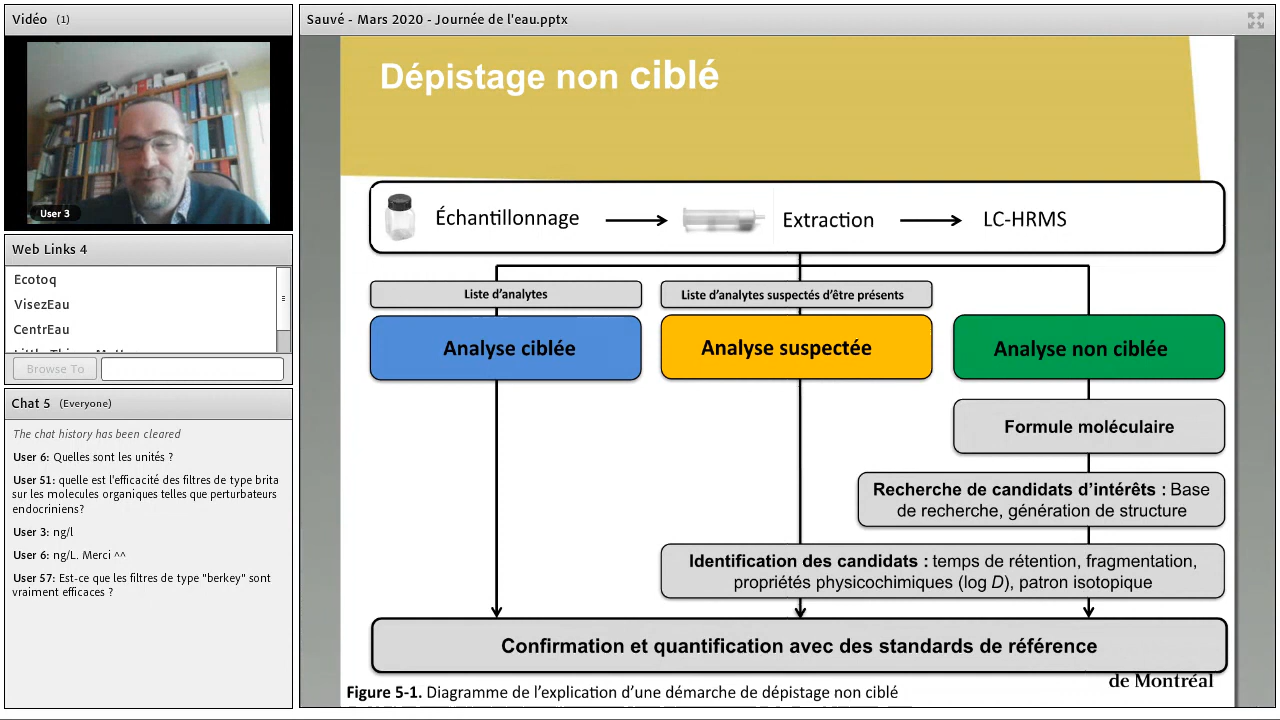 Vidéo (1)
User 3
Web Links 4
Ecotoq
VisezEau
CentrEau
Browse To
Chat 5 (Everyone)
The chat history has been cleared
User 6: Quelles sont les unités ?
User 51: quelle est l'efficacité des filtres de type brita
sur les molecules organiques telles que perturbateurs
endocriniens?
User 3: ng/l
User 6: ng/L. Merci ^^
User 57: Est-ce que les filtres de type "berkey" sont
vraiment efficaces ?
Sauvé - Mars 2020 - Journée de l'eau.pptx
Dépistage non ciblé
Échantillonnage
Extraction
LC-HRMS
Liste d'analytes
Liste d'analytes suspectés d'être présents
Analyse ciblée
Analyse suspectée
Analyse non ciblée
Formule moléculaire
Recherche de candidats d'intérêts : Base
de recherche, génération de structure
Identification des candidats : temps de rétention, fragmentation,
propriétés physicochimiques (log D), patron isotopique
Confirmation et quantification avec des standards de référence
de Montréal
Figure 5-1. Diagramme de l'explication d'une démarche de dépistage non ciblé